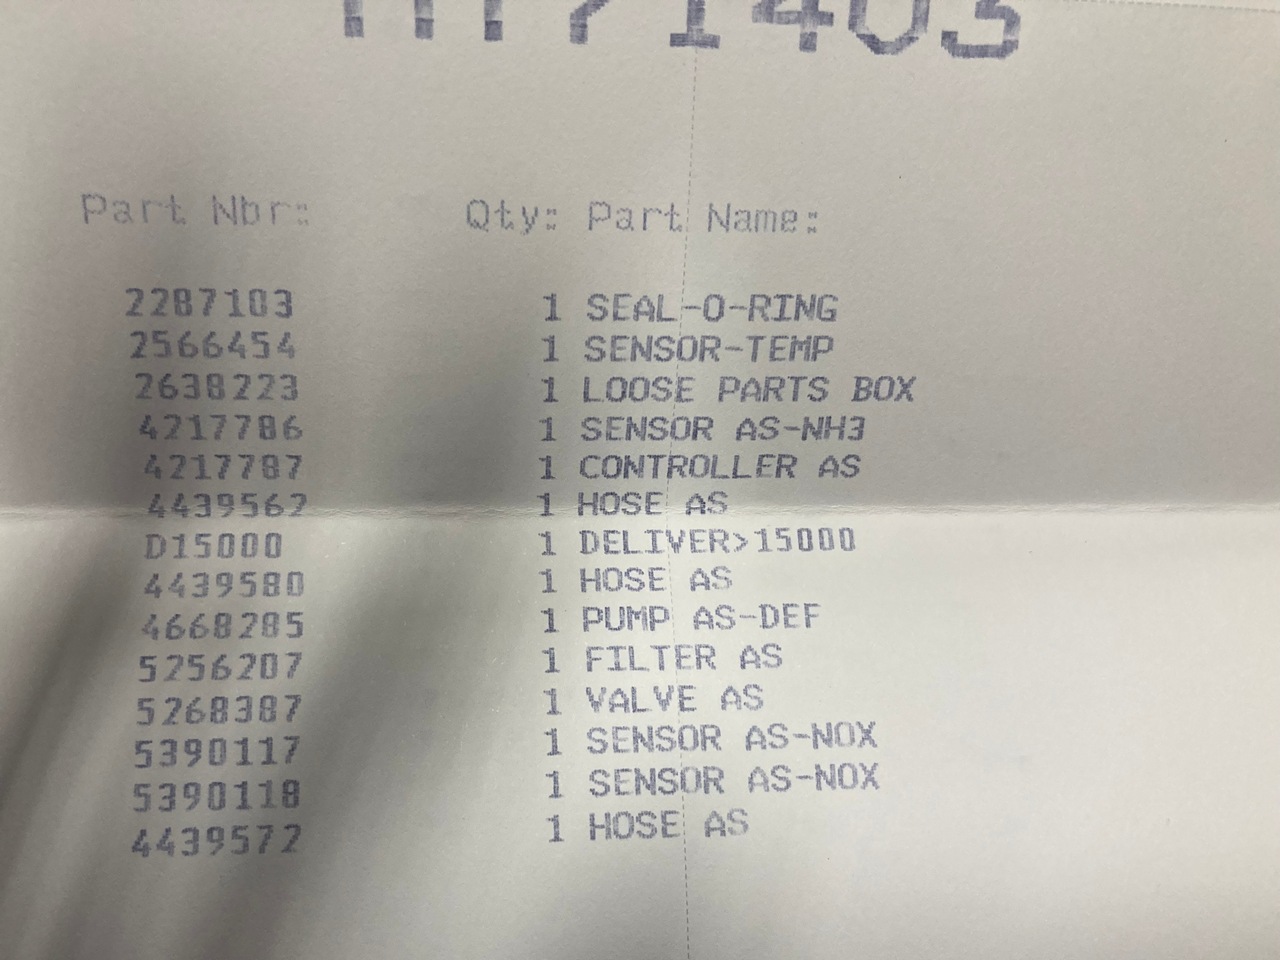 Part Nbr: Qty: Part Name:
2287103 1 SEAL-O-RING
2566454 1 SENSOR-TEMP
2638223 1 LOOSE PARTS BOX
4217786 1 SENSOR AS-NH3
4217787 1 CONTROLLER AS
4439562 1 HOSE AS
D15000 1 DELIVER>15000
4439580 1 HOSE AS
4668285 1 PUMP AS-DEF
5256207 1 FILTER AS
5268387 1 VALVE AS
5390117 1 SENSOR AS-NOX
5390118 1 SENSOR AS-NOX
4439572 1 HOSE AS